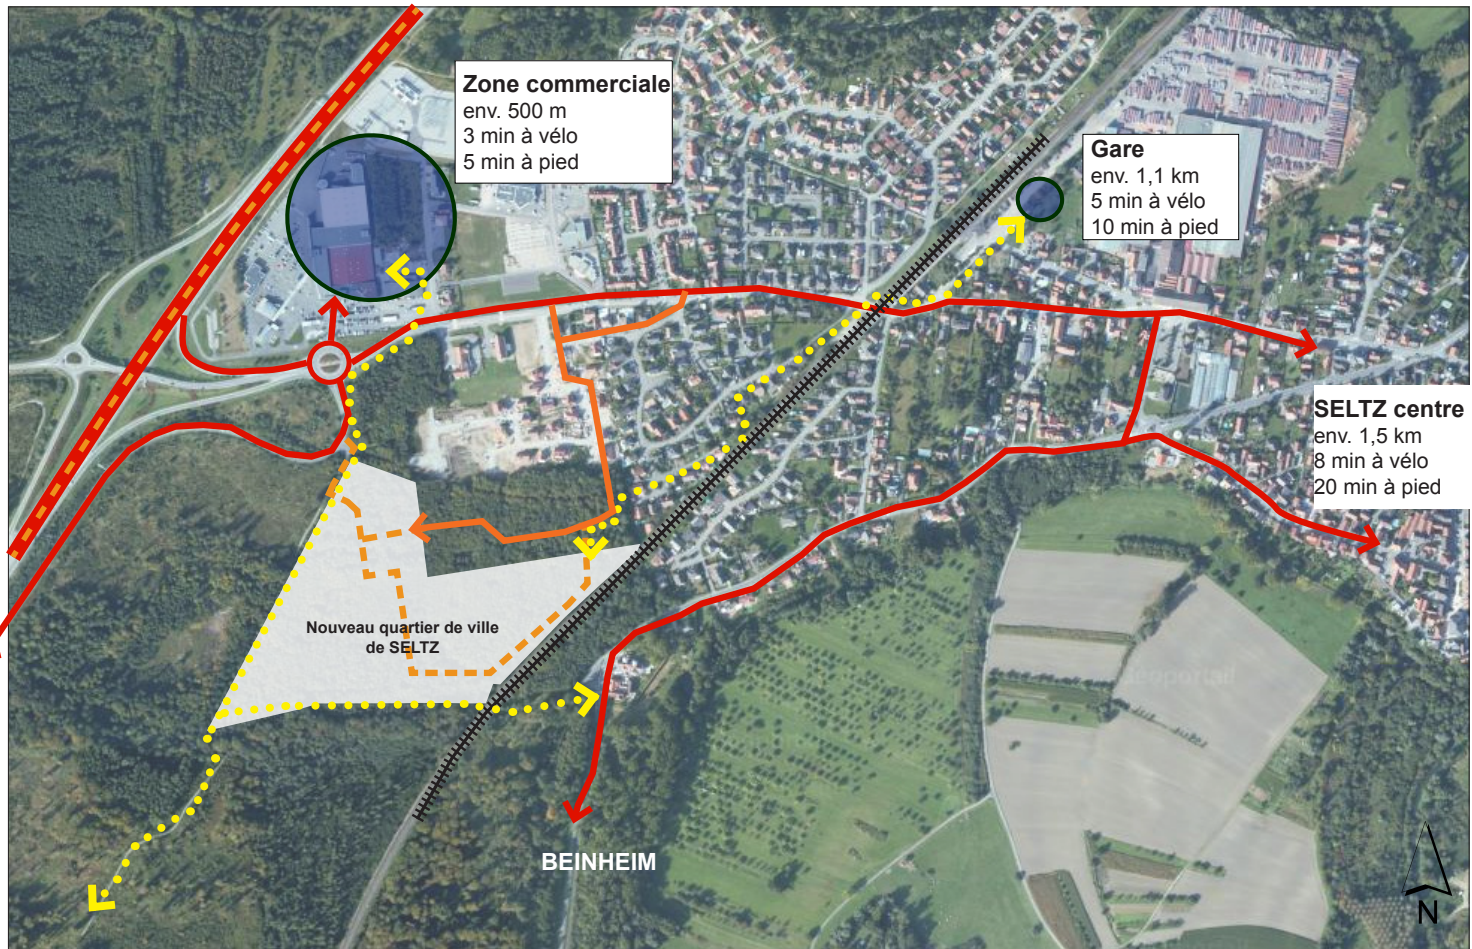 Zone commerciale
env. 500 m
3 min à vélo
5 min à pied
Gare
env. 1,1 km
5 min à vélo
10 min à pied
SELTZ centre
env. 1,5 km
8 min à vélo
20 min à pied
Nouveau quartier de ville
de SELTZ
BEINHEIM
N